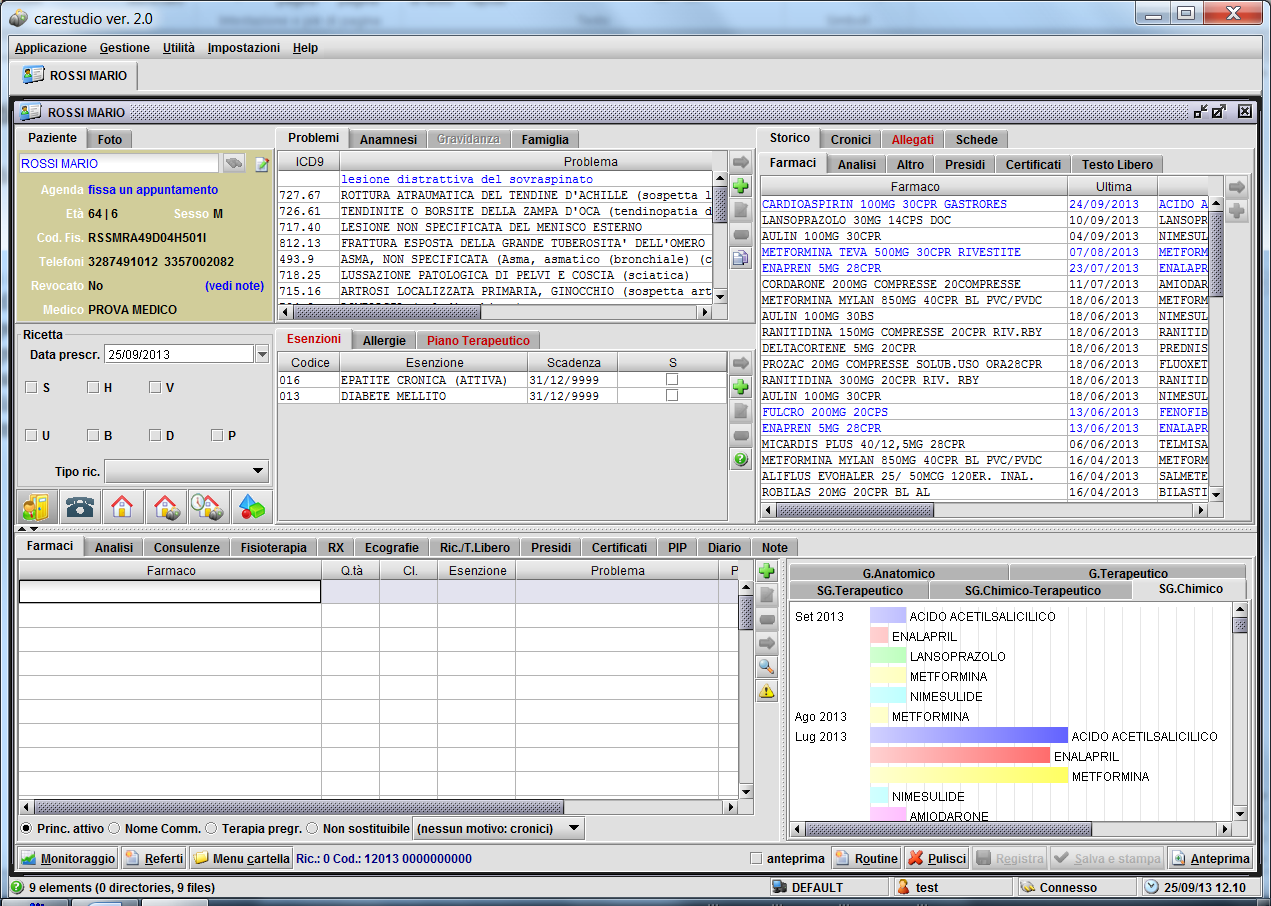 carestudio ver. 2.0
Applicazione Gestione Utilità Impostazioni Help
ROSSI MARIO
ROSSI MARIO
Paziente Foto
ROSSI MARIO
Agenda fissa un appuntamento
Età 64 | 6 Sesso M
Cod. Fis. RSSMRA49D04H501I
Telefoni 3287491012 3357002082
Revocato No (vedi note)
Medico PROVA MEDICO
Ricetta
Data prescr. 25/09/2013
S H V
U B D P
Tipo ric.
Problemi Anamnesi Gravidanza Famiglia
ICD9 Problema
lesione distrattiva del sovraspinato
727.67 ROTTURA ATRAUMATICA DEL TENDINE D'ACHILLE (sospetta l
726.61 TENDINITE O BORSITE DELLA ZAMPA D'OCA (tendinopatia d
717.40 LESIONE NON SPECIFICATA DEL MENISCO ESTERNO
812.13 FRATTURA ESPOSTA DELLA GRANDE TUBEROSITA' DELL'OMERO
493.9 ASMA, NON SPECIFICATA (Asma, asmatico (bronchiale) (c
718.25 LUSSAZIONE PATOLOGICA DI PELVI E COSCIA (sciatica)
715.16 ARTROSI LOCALIZZATA PRIMARIA, GINOCCHIO (sospetta art
Esenzioni Allergie Piano Terapeutico
Codice Esenzione Scadenza S
016 EPATITE CRONICA (ATTIVA) 31/12/9999
013 DIABETE MELLITO 31/12/9999
Storico Cronici Allegati Schede
Farmaci Analisi Altro Presidi Certificati Testo Libero
Farmaco Ultima
CARDIOASPIRIN 100MG 30CPR GASTRORES 24/09/2013 ACIDO A
LANSOPRAZOLO 30MG 14CPS DOC 10/09/2013 LANSOPR
AULIN 100MG 30CPR 04/09/2013 NIMESUL
METFORMINA TEVA 500MG 30CPR RIVESTITE 07/08/2013 METFORM
ENAPREN 5MG 28CPR 23/07/2013 ENALAPR
CORDARONE 200MG COMPRESSE 20COMPRESSE 11/07/2013 AMIODAR
METFORMINA MYLAN 850MG 40CPR BL PVC/PVDC 18/06/2013 METFORM
AULIN 100MG 30BS 18/06/2013 NIMESUL
RANITIDINA 150MG COMPRESSE 20CPR RIV.RBY 18/06/2013 RANITID
DELTACORTENE 5MG 20CPR 18/06/2013 PREDNIS
PROZAC 20MG COMPRESSE SOLUB.USO ORA28CPR 18/06/2013 FLUOXET
RANITIDINA 300MG 20CPR RIV. RBY 18/06/2013 RANITID
AULIN 100MG 30CPR 18/06/2013 NIMESUL
FULCRO 200MG 20CPS 13/06/2013 FENOFIB
ENAPREN 5MG 28CPR 13/06/2013 ENALAPR
MICARDIS PLUS 40/12,5MG 28CPR 06/06/2013 TELMISA
METFORMINA MYLAN 850MG 40CPR BL PVC/PVDC 16/04/2013 METFORM
ALIFLUS EVOHALER 25/ 50MCG 120ER. INAL. 16/04/2013 SALMETE
ROBILAS 20MG 20CPR BL AL 16/04/2013 BILASTI
Farmaci Analisi Consulenze Fisioterapia RX Ecografie Ric./T.Libero Presidi Certificati PIP Diario Note
Farmaco Q.tà Cl. Esenzione Problema P
G.Anatomico G.Terapeutico
SG.Terapeutico SG.Chimico-Terapeutico SG.Chimico
Set 2013 ACIDO ACETILSALICILICO
ENALAPRIL
LANSOPRAZOLO
METFORMINA
NIMESULIDE
Ago 2013 METFORMINA
Lug 2013 ACIDO ACETILSALICILICO
ENALAPRIL
METFORMINA
NIMESULIDE
AMIODARONE
Princ. attivo Nome Comm. Terapia pregr. Non sostituibile (nessun motivo: cronici)
Monitoraggio Referti Menu cartella Ric.: 0 Cod.: 12013 0000000000 anteprima Routine Pulisci Registra Salva e stampa Anteprima
9 elements (0 directories, 9 files) DEFAULT test Connesso 25/09/13 12.10